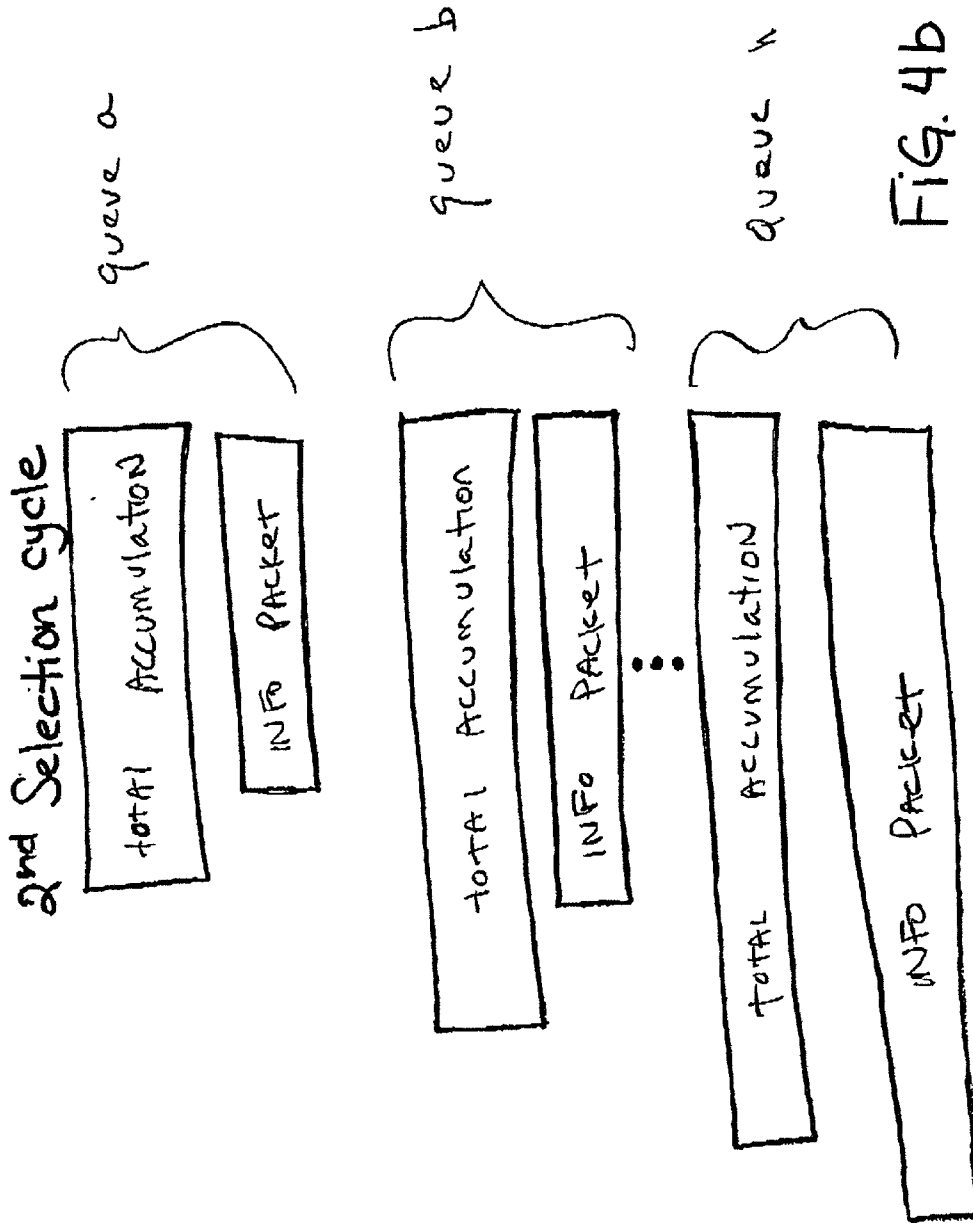 2nd Selection cycle
total Accumulation
INFO PACket
queue a
total Accumulation
INFO PACket
queue b
TOTAL Accumulation
INFO PACket
Queue n
FiG. 4b